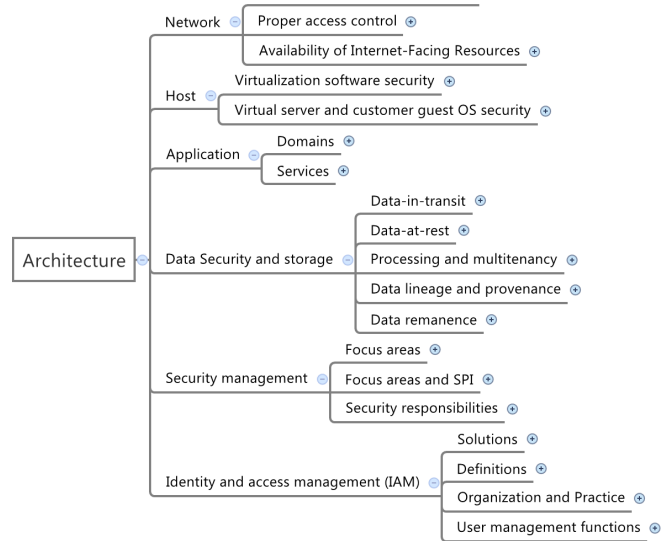 Network
Proper access control
Availability of Internet-Facing Resources
Host
Virtualization software security
Virtual server and customer guest OS security
Application
Domains
Services
Architecture
Data Security and storage
Data-in-transit
Data-at-rest
Processing and multitenancy
Data lineage and provenance
Data remanence
Security management
Focus areas
Focus areas and SPI
Security responsibilities
Identity and access management (IAM)
Solutions
Definitions
Organization and Practice
User management functions